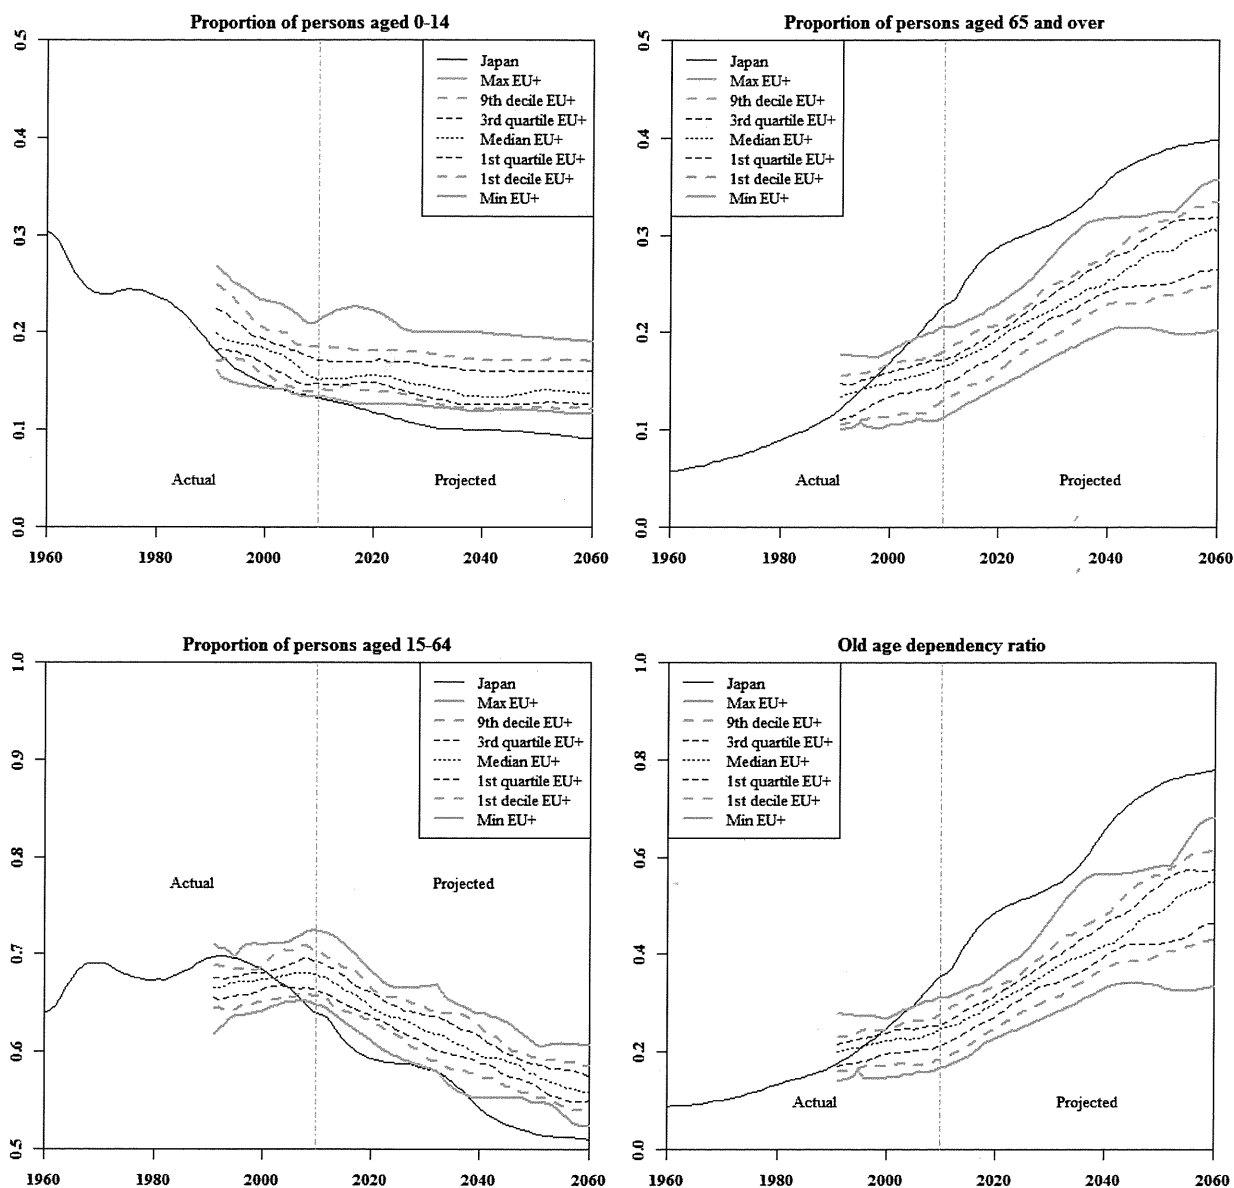 Proportion of persons aged 0-14
0.5
0.4
0.3
0.2
0.1
0.0
Japan
Max EU+
9th decile EU+
3rd quartile EU+
Median EU+
1st quartile EU+
1st decile EU+
Min EU+
Actual
Projected
1960 1980 2000 2020 2040 2060
Proportion of persons aged 65 and over
0.5
0.4
0.3
0.2
0.1
0.0
Japan
Max EU+
9th decile EU+
3rd quartile EU+
Median EU+
1st quartile EU+
1st decile EU+
Min EU+
Actual
Projected
1960 1980 2000 2020 2040 2060
Proportion of persons aged 15-64
1.0
0.9
0.8
0.7
0.6
0.5
Japan
Max EU+
9th decile EU+
3rd quartile EU+
Median EU+
1st quartile EU+
1st decile EU+
Min EU+
Actual
Projected
1960 1980 2000 2020 2040 2060
Old age dependency ratio
1.0
0.8
0.6
0.4
0.2
0.0
Japan
Max EU+
9th decile EU+
3rd quartile EU+
Median EU+
1st quartile EU+
1st decile EU+
Min EU+
Actual
Projected
1960 1980 2000 2020 2040 2060